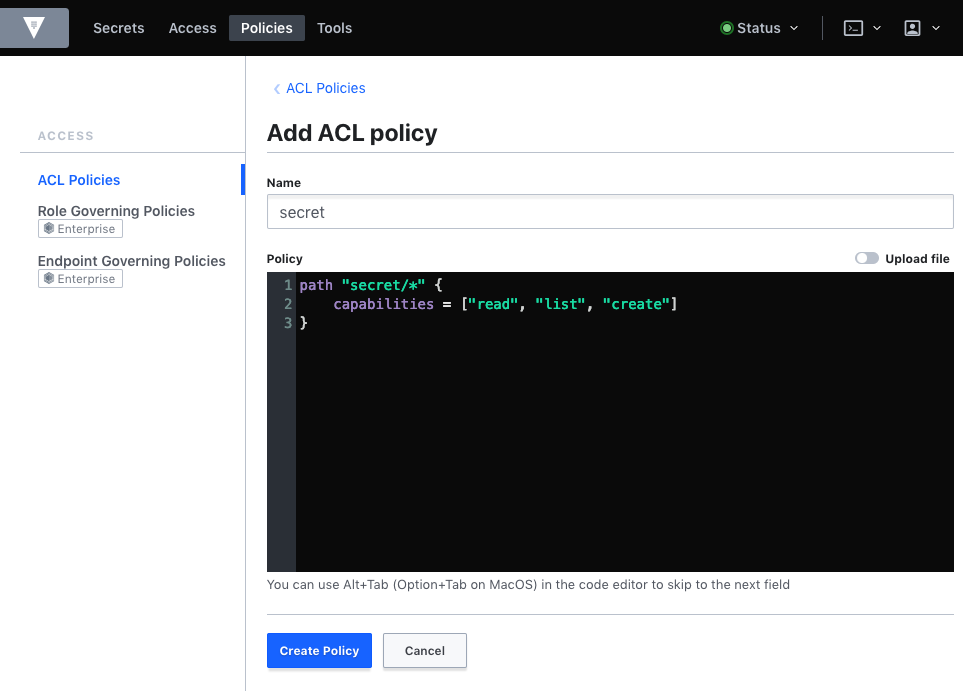 Secrets Access Policies Tools Status
ACL Policies
ACCESS
Add ACL policy
ACL Policies
Name
Role Governing Policies
secret
Enterprise
Endpoint Governing Policies
Policy Upload file
Enterprise
1 path "secret/*" {
2     capabilities = ["read", "list", "create"]
3 }
You can use Alt+Tab (Option+Tab on MacOS) in the code editor to skip to the next field
Create Policy Cancel